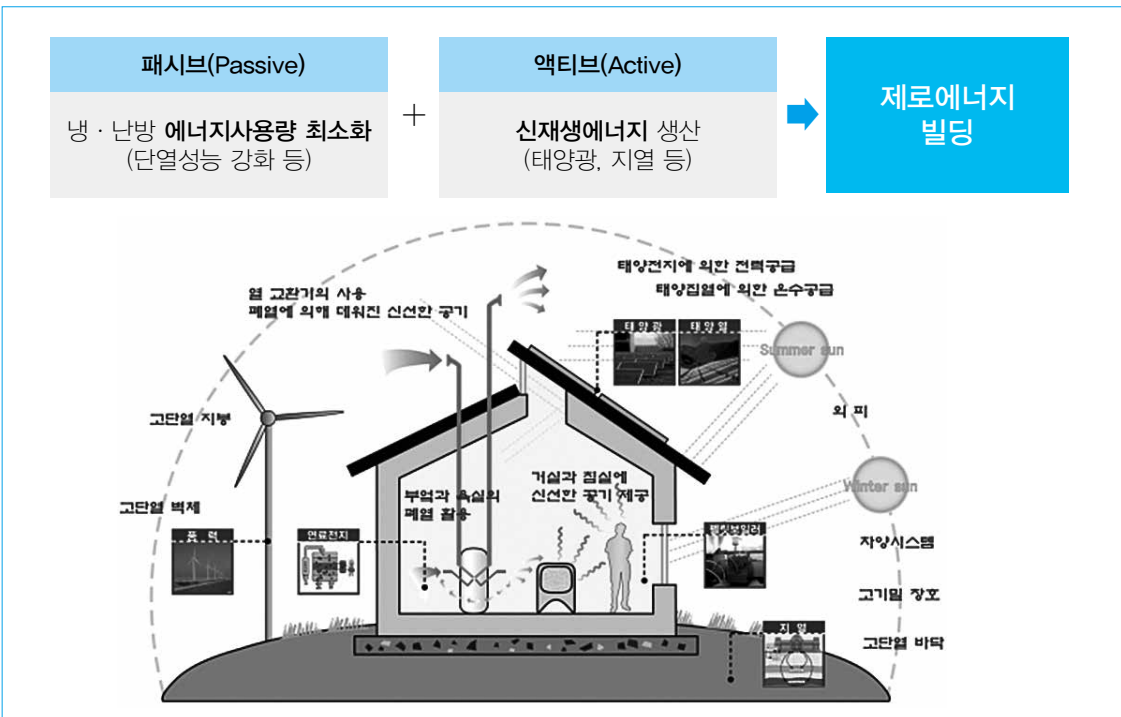 패시브(Passive)
냉·난방 에너지사용량 최소화
(단열성능 강화 등)
+
액티브(Active)
신재생에너지 생산
(태양광, 지열 등)
제로에너지
빌딩
태양전지에 의한 전력공급
태양집열에 의한 온수공급
열 교환기의 사용
폐열에 의해 데워진 신선한 공기
태양광
태양열
Summer sun
외 피
고단열 지붕
거실과 침실에
신선한 공기 제공
부엌과 욕실의
폐열 활용
Winter sun
고단열 벽체
풍 력
연료전지
펠릿보일러
차양시스템
고기밀 창호
지 열
고단열 바닥